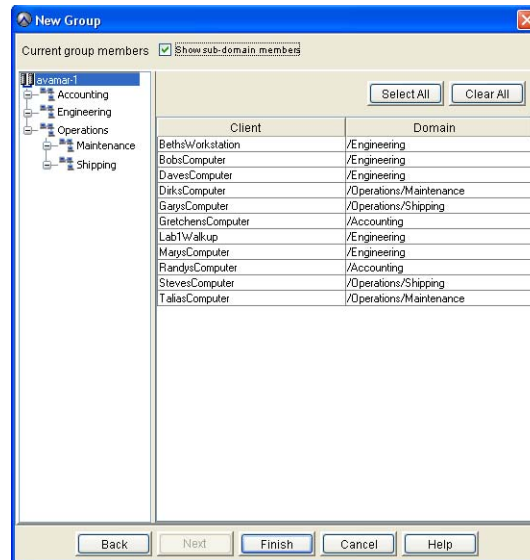 New Group
Current group members Show sub-domain members
avamar-1
Accounting
Engineering
Operations
Maintenance
Shipping
Select All Clear All
Client Domain
BethsWorkstation /Engineering
BobsComputer /Engineering
DavesComputer /Engineering
DirksComputer /Operations/Maintenance
GarysComputer /Operations/Shipping
GretchensComputer /Accounting
Lab1Walkup /Engineering
MarysComputer /Engineering
RandysComputer /Accounting
StevesComputer /Operations/Shipping
TaliasComputer /Operations/Maintenance
Back Next Finish Cancel Help